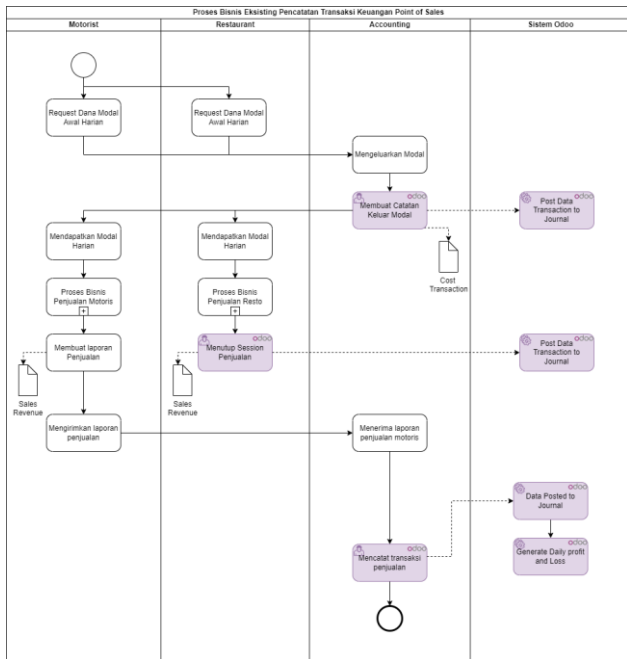 Proses Bisnis Eksisting Pencatatan Transaksi Keuangan Point of Sales
Motorist
Restaurant
Accounting
Sistem Odoo
Request Dana Modal
Awal Harian
Request Dana Modal
Awal Harian
Mengeluarkan Modal
odoo
Membuat Catatan
Keluar Modal
odoo
Post Data
Transaction to
Journal
Mendapatkan Modal
Harian
Mendapatkan Modal
Harian
Cost
Transaction
Proses Bisnis
Penjualan Motoris
Proses Bisnis
Penjualan Resto
Membuat laporan
Penjualan
odoo
Menutup Session
Penjualan
odoo
Post Data
Transaction to
Journal
Sales
Revenue
Sales
Revenue
Mengirimkan laporan
penjualan
Menerima laporan
penjualan motoris
odoo
Data Posted to
Journal
odoo
Mencatat transaksi
penjualan
odoo
Generate Daily profit
and Loss